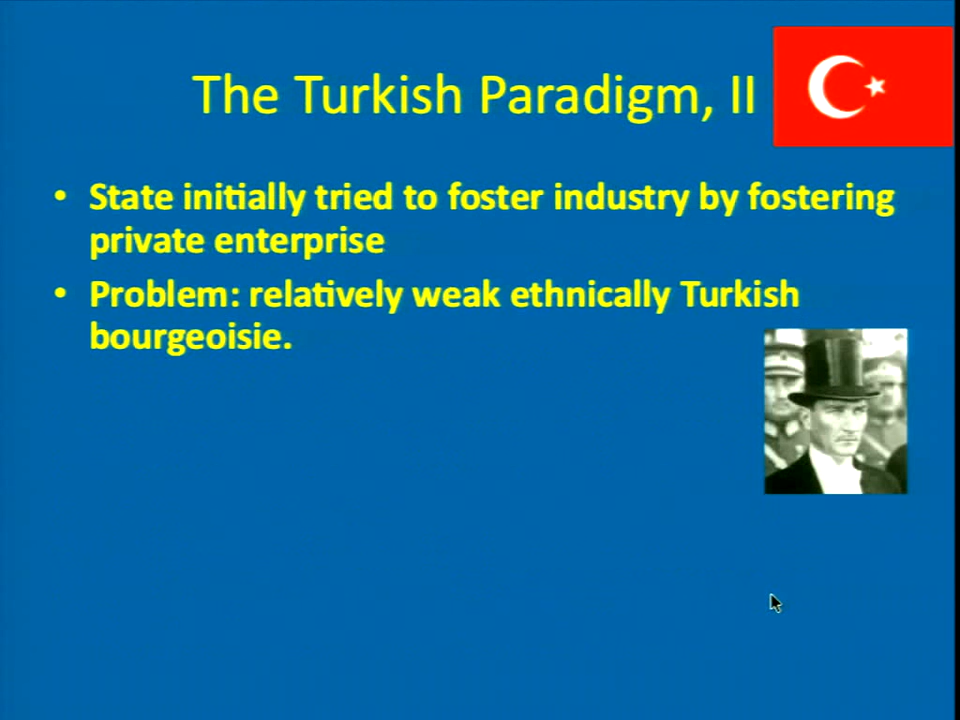 The Turkish Paradigm, II
• State initially tried to foster industry by fostering
private enterprise
• Problem: relatively weak ethnically Turkish
bourgeoisie.